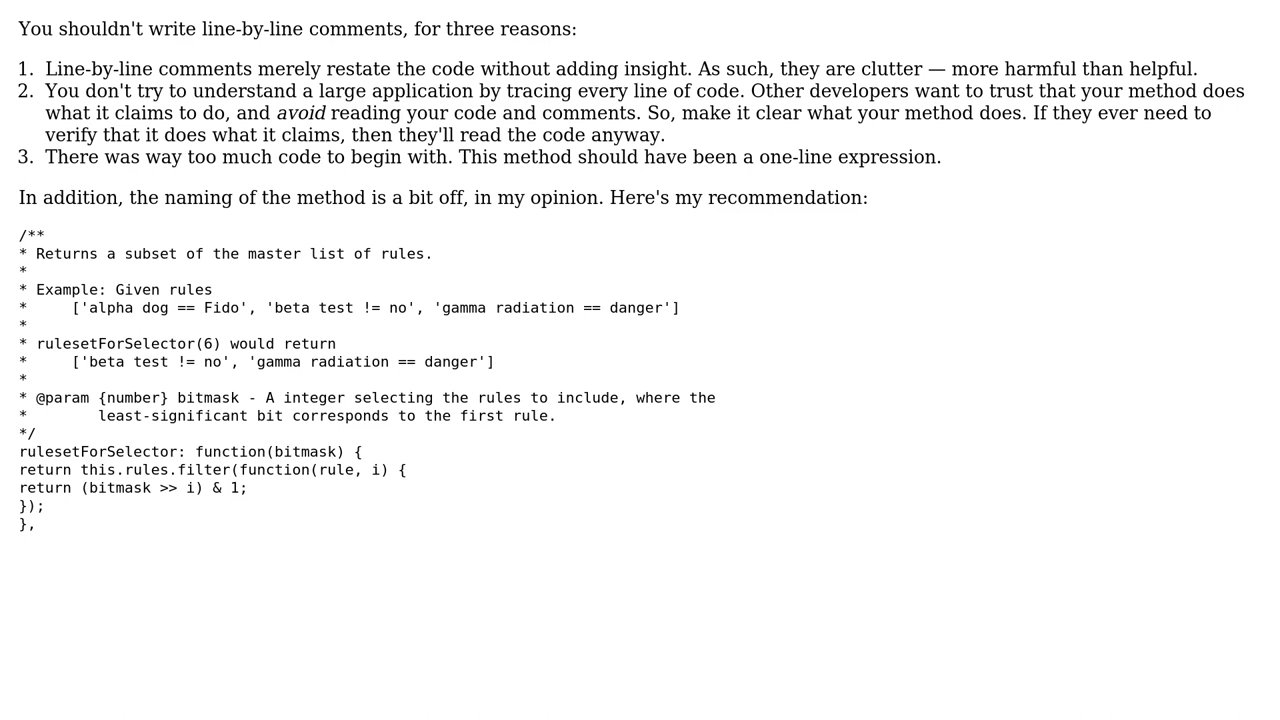 You shouldn't write line-by-line comments, for three reasons:
1. Line-by-line comments merely restate the code without adding insight. As such, they are clutter — more harmful than helpful.
2. You don't try to understand a large application by tracing every line of code. Other developers want to trust that your method does
what it claims to do, and avoid reading your code and comments. So, make it clear what your method does. If they ever need to
verify that it does what it claims, then they'll read the code anyway.
3. There was way too much code to begin with. This method should have been a one-line expression.
In addition, the naming of the method is a bit off, in my opinion. Here's my recommendation:
/**
* Returns a subset of the master list of rules.
*
* Example: Given rules
*     ['alpha dog == Fido', 'beta test != no', 'gamma radiation == danger']
*
* rulesetForSelector(6) would return
*     ['beta test != no', 'gamma radiation == danger']
*
* @param {number} bitmask - A integer selecting the rules to include, where the
*        least-significant bit corresponds to the first rule.
*/
rulesetForSelector: function(bitmask) {
return this.rules.filter(function(rule, i) {
return (bitmask >> i) & 1;
});
},